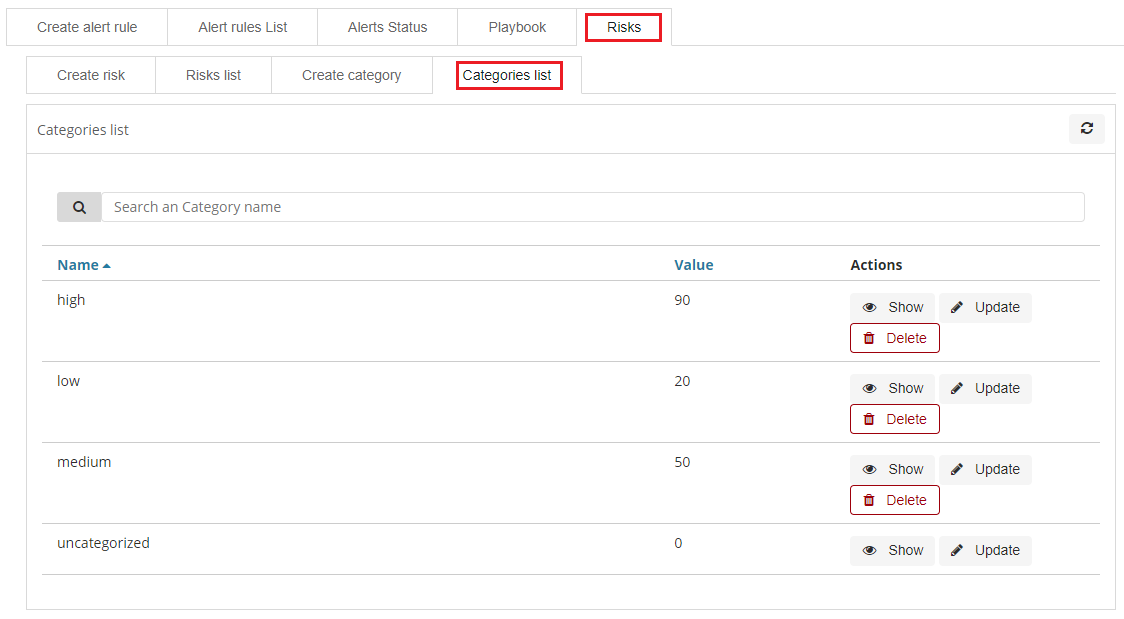 Create alert rule Alert rules List Alerts Status Playbook Risks
Create risk Risks list Create category Categories list
Categories list
Search an Category name
Name Value Actions
high 90 Show Update
Delete
low 20 Show Update
Delete
medium 50 Show Update
Delete
uncategorized 0 Show Update